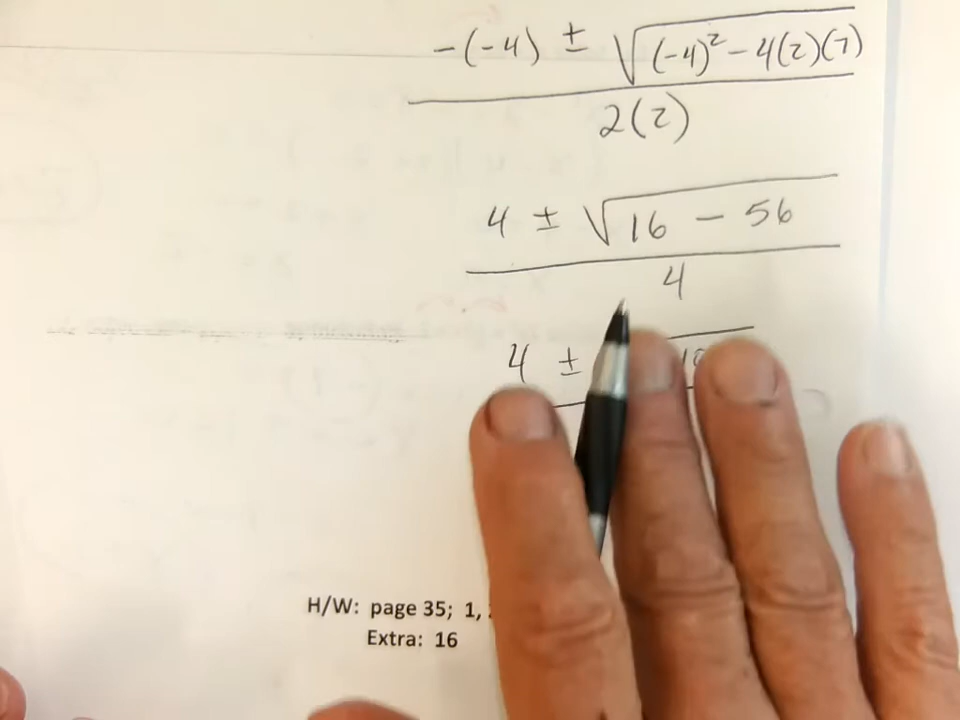 -(-4) ± √(-4)² - 4(2)(7)
2(2)
4 ± √16 - 56
4
4 ±
H/W: page 35; 1,
Extra: 16